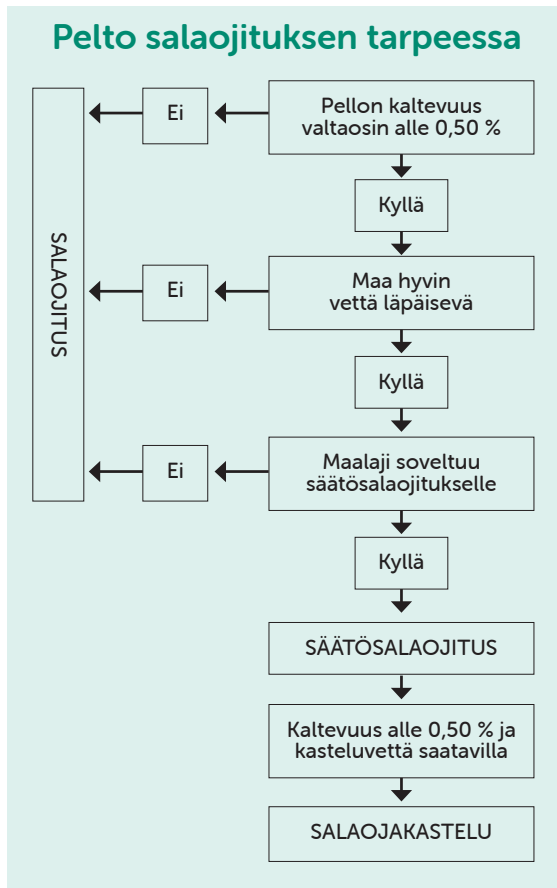 Pelto salaojituksen tarpeessa
Pellon kaltevuus
valtaosin alle 0,50 %
Ei
Kyllä
SALAOJITUS
Maa hyvin
vettä läpäisevä
Ei
Kyllä
Maalaji soveltuu
säätösalaojitukselle
Ei
Kyllä
SÄÄTÖSALAOJITUS
Kaltevuus alle 0,50 % ja
kasteluvettä saatavilla
SALAOJAKASTELU